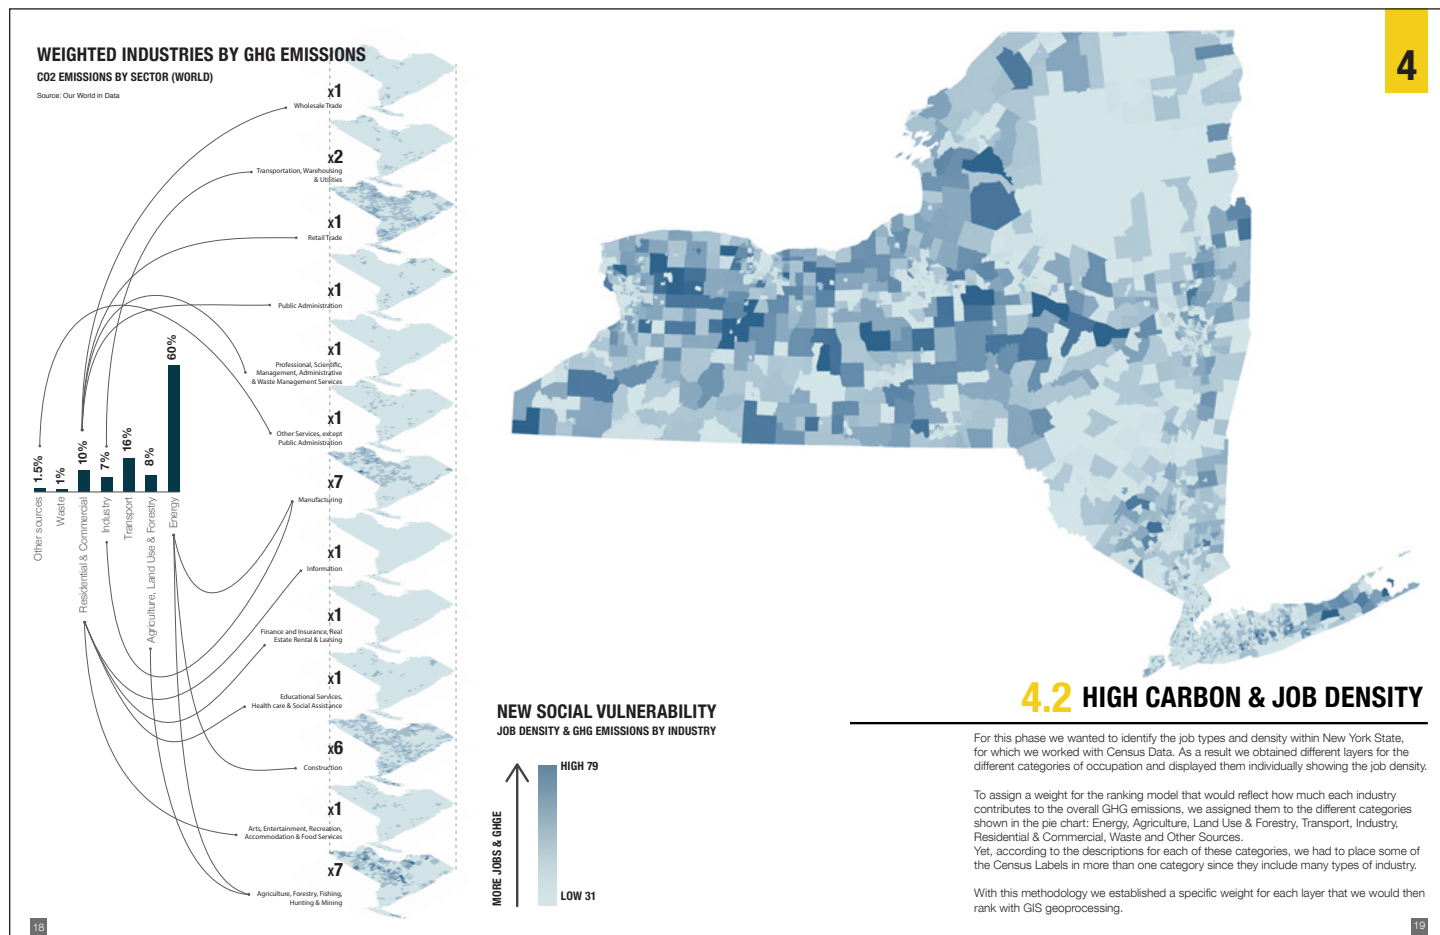 WEIGHTED INDUSTRIES BY GHG EMISSIONS
CO2 EMISSIONS BY SECTOR (WORLD)
Source: Our World in Data
x1
Wholesale Trade
x2
Transportation, Warehousing
& Utilities
x1
Retail Trade
x1
Public Administration
x1
Professional, Scientific,
Management, Administrative
& Waste Management Services
x1
Other Services, except
Public Administration
x7
Manufacturing
x1
Information
x1
Finance and Insurance, Real
Estate Rental & Leasing
x1
Educational Services,
Health care & Social Assistance
x6
Construction
x1
Arts, Entertainment, Recreation,
Accommodation & Food Services
x7
Agriculture, Forestry, Fishing,
Hunting & Mining
1.5%
1%
10%
7%
16%
8%
60%
Other sources
Waste
Residential & Commercial
Industry
Transport
Agriculture, Land Use & Forestry
Energy
18
4
NEW SOCIAL VULNERABILITY
JOB DENSITY & GHG EMISSIONS BY INDUSTRY
MORE JOBS & GHGE
HIGH 79
LOW 31
4.2 HIGH CARBON & JOB DENSITY
For this phase we wanted to identify the job types and density within New York State,
for which we worked with Census Data. As a result we obtained different layers for the
different categories of occupation and displayed them individually showing the job density.
To assign a weight for the ranking model that would reflect how much each industry
contributes to the overall GHG emissions, we assigned them to the different categories
shown in the pie chart: Energy, Agriculture, Land Use & Forestry, Transport, Industry,
Residential & Commercial, Waste and Other Sources.
Yet, according to the descriptions for each of these categories, we had to place some of
the Census Labels in more than one category since they include many types of industry.
With this methodology we established a specific weight for each layer that we would then
rank with GIS geoprocessing.
19